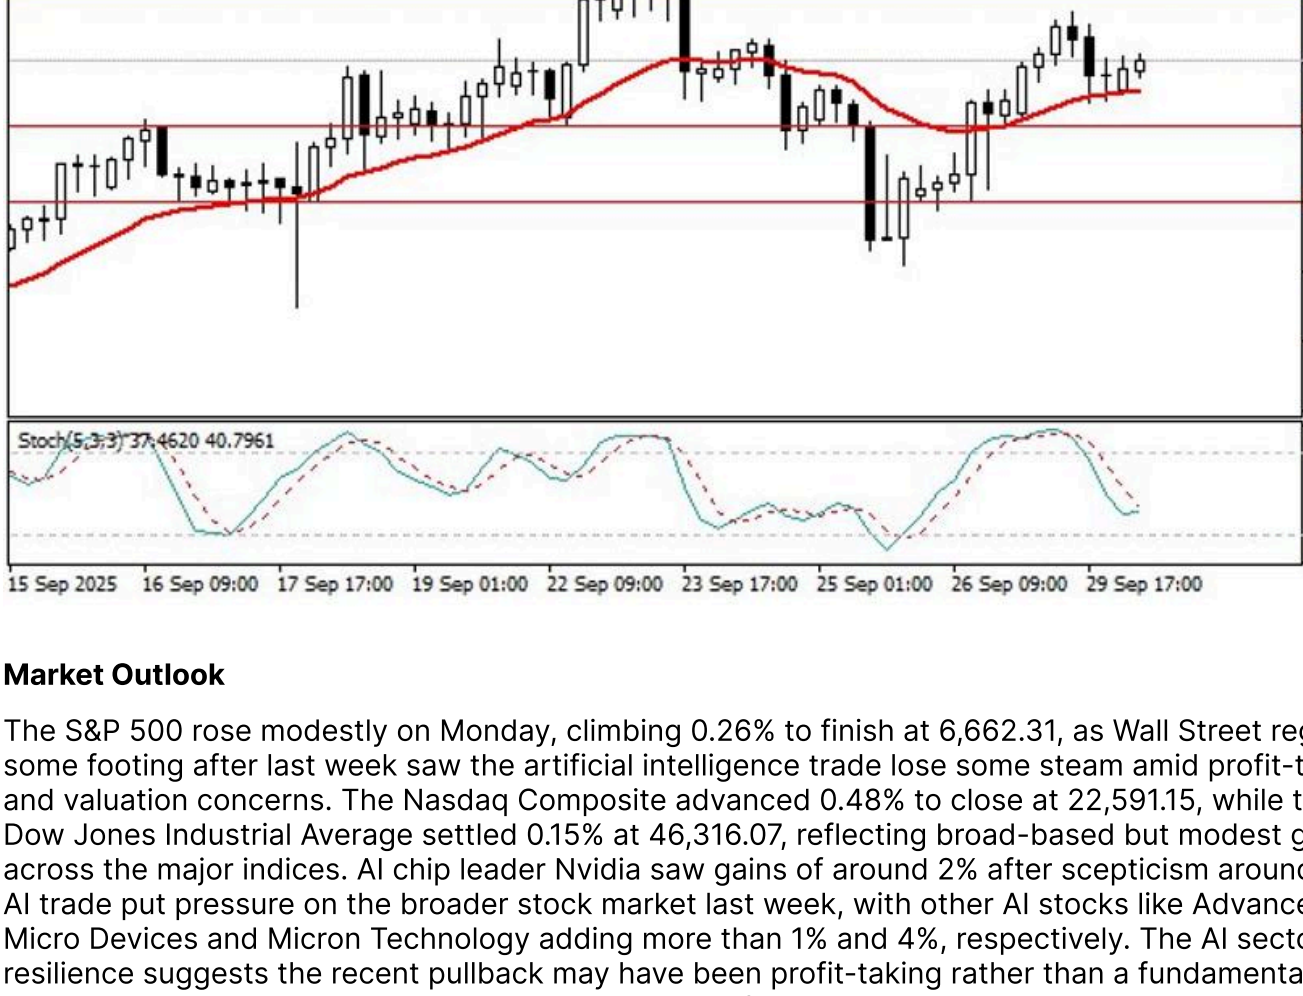 Stoch(5,3,3) 37.4620 40.7961
15 Sep 2025 16 Sep 09:00 17 Sep 17:00 19 Sep 01:00 22 Sep 09:00 23 Sep 17:00 25 Sep 01:00 26 Sep 09:00 29 Sep 17:00
Market Outlook
The S&P 500 rose modestly on Monday, climbing 0.26% to finish at 6,662.31, as Wall Street
some footing after last week saw the artificial intelligence trade lose some steam amid
and valuation concerns. The Nasdaq Composite advanced 0.48% to close at 22,591.15, while
Dow Jones Industrial Average settled 0.15% at 46,316.07, reflecting broad-based but modest
across the major indices. AI chip leader Nvidia saw gains of around 2% after scepticism
AI trade put pressure on the broader stock market last week, with other AI stocks like
Micro Devices and Micron Technology adding more than 1% and 4%, respectively. The AI
resilience suggests the recent pullback may have been profit-taking rather than a